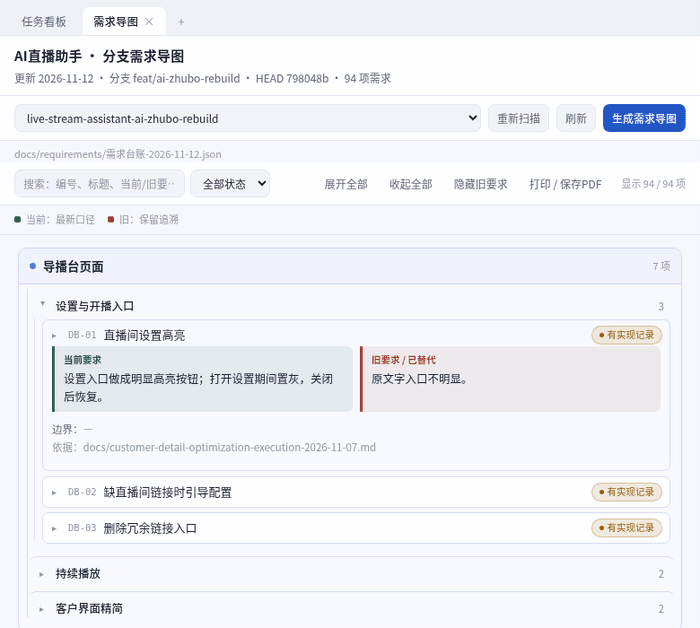 任务看板
需求导图 ×
+
AI直播助手 · 分支需求导图
更新 2026-11-12 · 分支 feat/ai-zhubo-rebuild · HEAD 798048b · 94 项需求
live-stream-assistant-ai-zhubo-rebuild
重新扫描
刷新
生成需求导图
docs/requirements/需求台账-2026-11-12.json
搜索：编号、标题、当前/旧要…
全部状态
展开全部
收起全部
隐藏旧要求
打印 / 保存PDF
显示 94 / 94 项
当前：最新口径
旧：保留追溯
导播台页面
7 项
设置与开播入口
3
DB-01 直播间设置高亮
有实现记录
当前要求
设置入口做成明显高亮按钮；打开设置期间置灰，关闭
后恢复。
旧要求 / 已替代
原文字入口不明显。
边界：—
依据：docs/customer-detail-optimization-execution-2026-11-07.md
DB-02 缺直播间链接时引导配置
有实现记录
DB-03 删除冗余链接入口
有实现记录
持续播放
2
客户界面精简
2